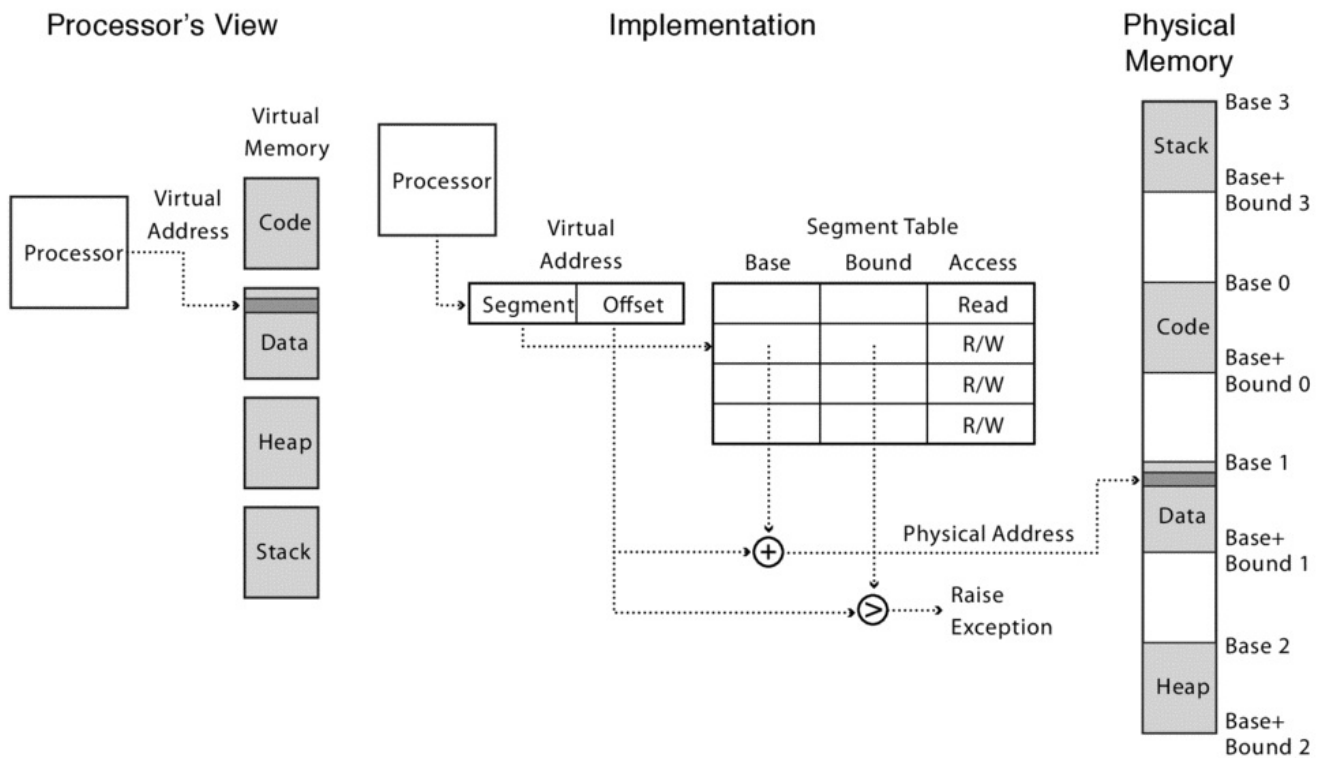 Processor's View
Implementation
Physical
Memory
Virtual
Memory
Processor
Virtual
Address
Code
Data
Heap
Stack
Processor
Virtual
Address
Segment Offset
Segment Table
Base Bound Access
Read
R/W
R/W
R/W
+
Physical Address
>
Raise
Exception
Base 3
Stack
Base+
Bound 3
Base 0
Code
Base+
Bound 0
Base 1
Data
Base+
Bound 1
Base 2
Heap
Base+
Bound 2